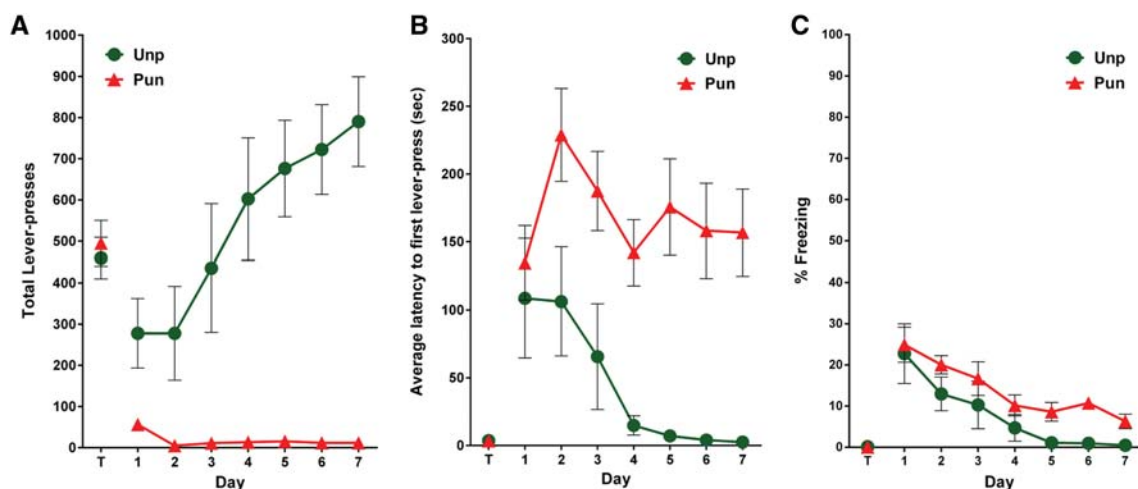 A
Total Lever-presses
1000
900
800
700
600
500
400
300
200
100
0
Unp
Pun
T 1 2 3 4 5 6 7
Day
B
Average latency to first lever-press (sec)
300
250
200
150
100
50
0
Unp
Pun
T 1 2 3 4 5 6 7
Day
C
% Freezing
100
90
80
70
60
50
40
30
20
10
0
Unp
Pun
T 1 2 3 4 5 6 7
Day